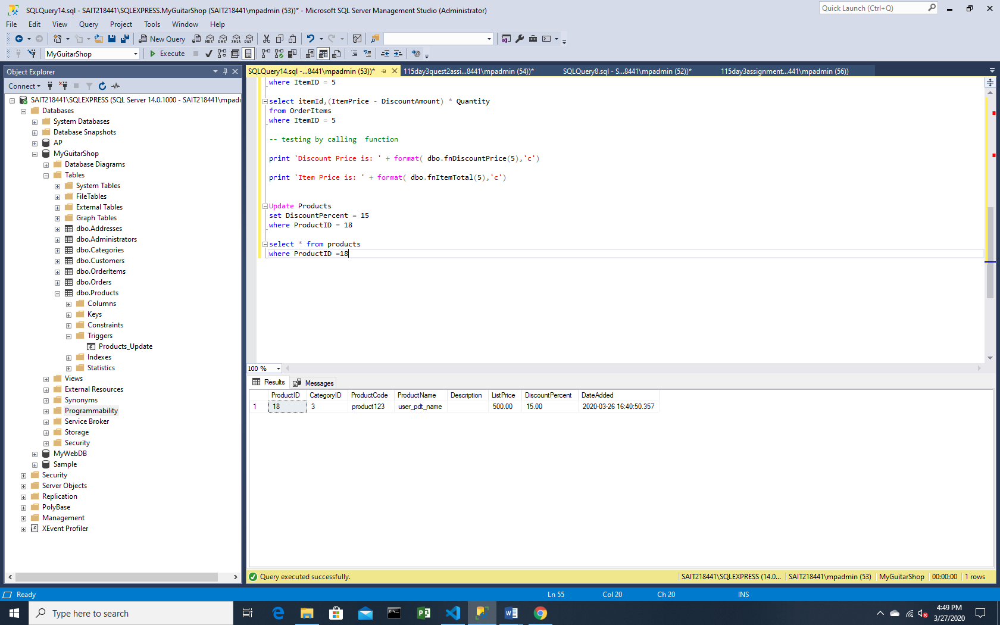 SQLQuery14.sql - SAIT218441\SQLEXPRESS.MyGuitarShop (SAIT218441\mpadmin (53))* - Microsoft SQL Server Management Studio (Administrator)
Quick Launch (Ctrl+Q)
File Edit View Query Project Tools Window Help
New Query
MDX DMX XMLA DAX
MyGuitarShop
Execute
Object Explorer
Connect
SAIT218441\SQLEXPRESS (SQL Server 14.0.1000 - SAIT218441\mpadi
Databases
System Databases
Database Snapshots
AP
MyGuitarShop
Database Diagrams
Tables
System Tables
FileTables
External Tables
Graph Tables
dbo.Addresses
dbo.Administrators
dbo.Categories
dbo.Customers
dbo.OrderItems
dbo.Orders
dbo.Products
Columns
Keys
Constraints
Triggers
Products_Update
Indexes
Statistics
Views
External Resources
Synonyms
Programmability
Service Broker
Storage
Security
MyWebDB
Sample
Security
Server Objects
Replication
PolyBase
Management
XEvent Profiler
SQLQuery14.sql -...8441\mpadmin (53))* 115day3quest2assi...8441\mpadmin (54))* SQLQuery8.sql - S...8441\mpadmin (52))* 115day3assignment...441\mpadmin (56))
where ItemID = 5
select itemId,(ItemPrice - DiscountAmount) * Quantity
from OrderItems
where ItemID = 5
-- testing by calling  function
print 'Discount Price is: ' + format( dbo.fnDiscountPrice(5),'c')
print 'Item Price is: ' + format( dbo.fnItemTotal(5),'c')
Update Products
set DiscountPercent = 15
where ProductID = 18
select * from products
where ProductID =18
100 %
Results Messages
ProductID CategoryID ProductCode ProductName Description ListPrice DiscountPercent DateAdded
1 18 3 product123 user_pdt_name 500.00 15.00 2020-03-26 16:40:50.357
Query executed successfully.
SAIT218441\SQLEXPRESS (14.0... SAIT218441\mpadmin (53) MyGuitarShop 00:00:00 1 rows
Ready Ln 55 Col 20 Ch 20 INS
Type here to search
4:49 PM
3/27/2020